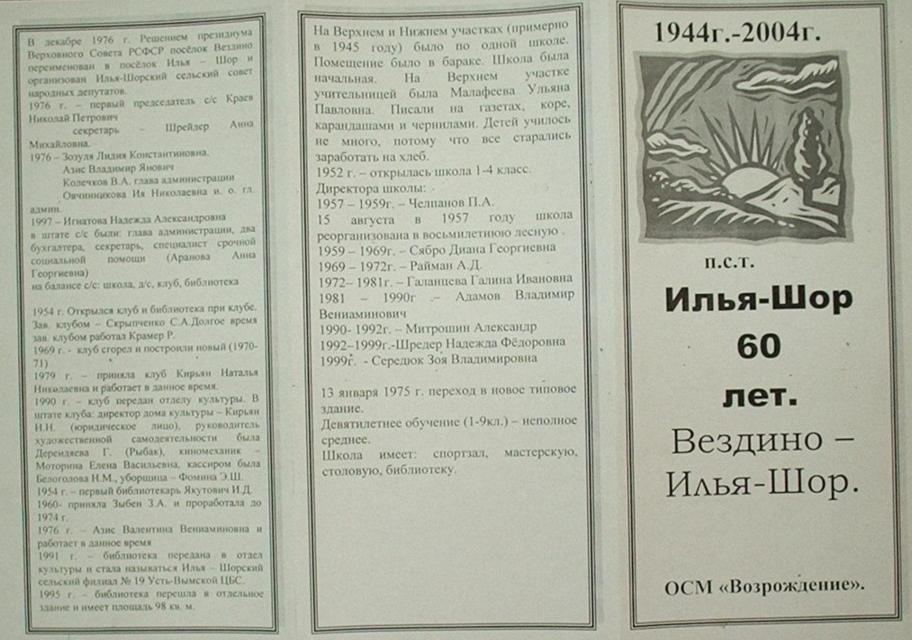 В декабре 1976 г. Решением президиума
Верховного Совета РСФСР посёлок Вездино
переименован в посёлок Илья – Шор и
организован Илья-Шорский сельский совет
народных депутатов.
1976 г. – первый председатель с/с Краев
Николай Петрович
секретарь – Шрейдер Анна
Михайловна.
1976 – Зозуля Лидия Константиновна.
Азис Владимир Янович
Колечков В.А. глава администрации
Овчинникова Ия Николаевна и. о. гл.
админ.
1997 – Игнатова Надежда Александровна
в штате с/с были: глава администрации, два
бухгалтера, секретарь, специалист срочной
социальной помощи (Аранова Анна
Георгиевна)
на балансе с/с: школа, д/с, клуб, библиотека
1954 г. Открылся клуб и библиотека при клубе.
Зав. клубом – Скрипченко С.А.Долгое время
зав. клубом работал Крамер Р.
1969 г. - клуб сгорел и построили новый (1970-
71)
1979 г. – приняла клуб Кирьян Наталья
Николаевна и работает в данное время.
1990 г. – клуб передан отделу культуры. В
штате клуба: директор дома культуры – Кирьян
Н.Н. (юридическое лицо), руководитель
художественной самодеятельности была
Г. (Рыбак), киномеханик –
Моторина Елена Васильевна, кассиром была
Белоголова Н.М., уборщица – Фомина Э.Ш.
1954 г. – первый библиотекарь Якутович И.Д.
1960- приняла Зыбен З.А. и проработала до
1974 г.
1976 г. – Азис Валентина Вениаминовна и
работает в данное время
1991 г. – библиотека передана в отдел
культуры и стала называться Илья – Шорский
сельский филиал № 19 Усть-Вымской ЦБС.
1995 г. – библиотека перешла в отдельное
здание и имеет площадь 98 кв. м.
На Верхнем и Нижнем участках (примерно
в 1945 году) было по одной школе.
Помещение было в бараке. Школа была
начальная. На Верхнем участке
учительницей была Малафеева Ульяна
Павловна. Писали на газетах, коре,
карандашами и чернилами. Детей училось
не много, потому что все старались
заработать на хлеб.
1952 г. – открылась школа 1-4 класс.
Директора школы:
1957 – 1959г. – Челпанов П.А.
15 августа в 1957 году школа
реорганизована в восьмилетнюю лесную .
1959 – 1969г. – Сябро Диана Георгиевна
1969 – 1972г. – Райман А.Д.
1972– 1981г. – Галанцева Галина Ивановна
1981 – 1990г .– Адамов Владимир
Вениаминович
1990- 1992г. – Митрошин Александр
1992–1999г.-Шредер Надежда Фёдоровна
1999г. - Середюк Зоя Владимировна
13 января 1975 г. переход в новое типовое
здание.
Девятилетнее обучение (1-9кл.) – неполное
среднее.
Школа имеет: спортзал, мастерскую,
столовую, библиотеку.
1944г.-2004г.
п.с.т.
Илья-Шор
60
лет.
Вездино –
Илья-Шор.
ОСМ «Возрождение».